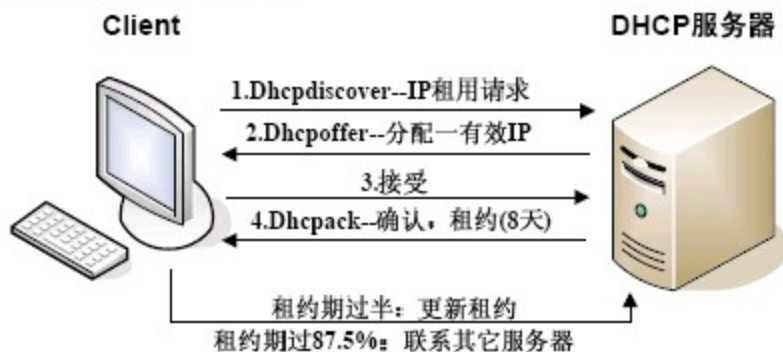 Client
DHCP服务器
1.Dhcpdiscover--IP租用请求
2.Dhcpoffer--分配一有效IP
3.接受
4.Dhcpack--确认，租约(8天)
租约期过半：更新租约
租约期过87.5%：联系其它服务器